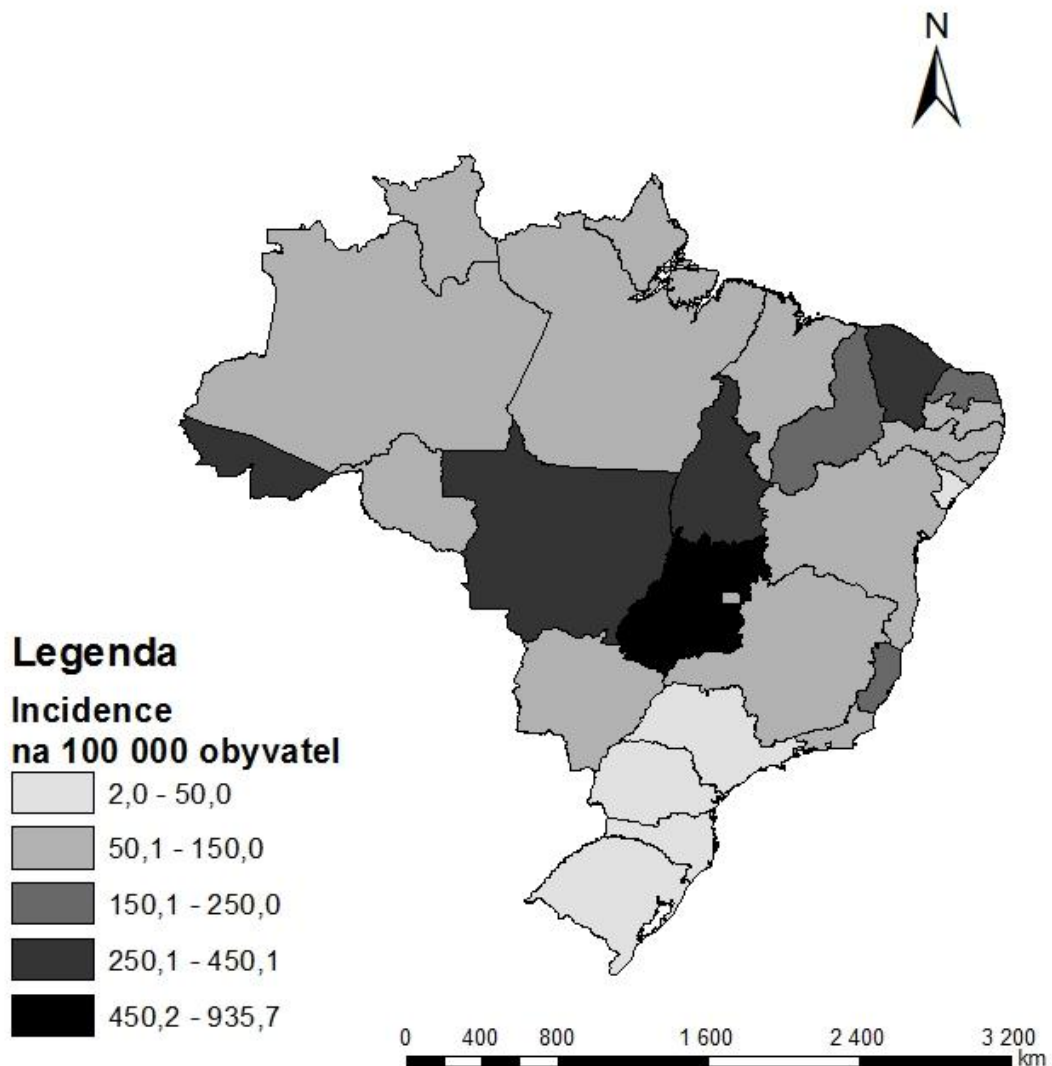 N
Legenda
Incidence
na 100 000 obyvatel
2,0 - 50,0
50,1 - 150,0
150,1 - 250,0
250,1 - 450,1
450,2 - 935,7
0 400 800 1 600 2 400 3 200
km